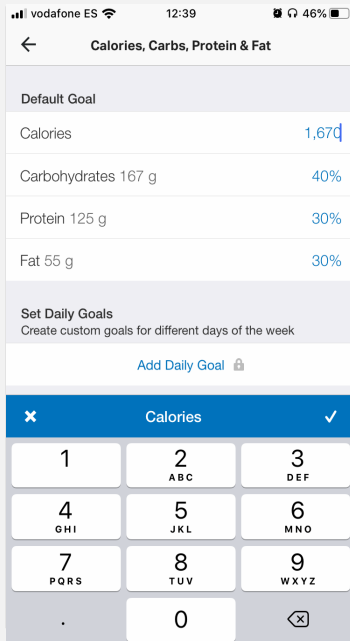 vodafone ES 12:39 46%
Calories, Carbs, Protein & Fat
Default Goal
Calories 1,670
Carbohydrates 167 g 40%
Protein 125 g 30%
Fat 55 g 30%
Set Daily Goals
Create custom goals for different days of the week
Add Daily Goal
Calories
1 2 3
ABC DEF
4 5 6
GHI JKL MNO
7 8 9
PQRS TUV WXYZ
. 0